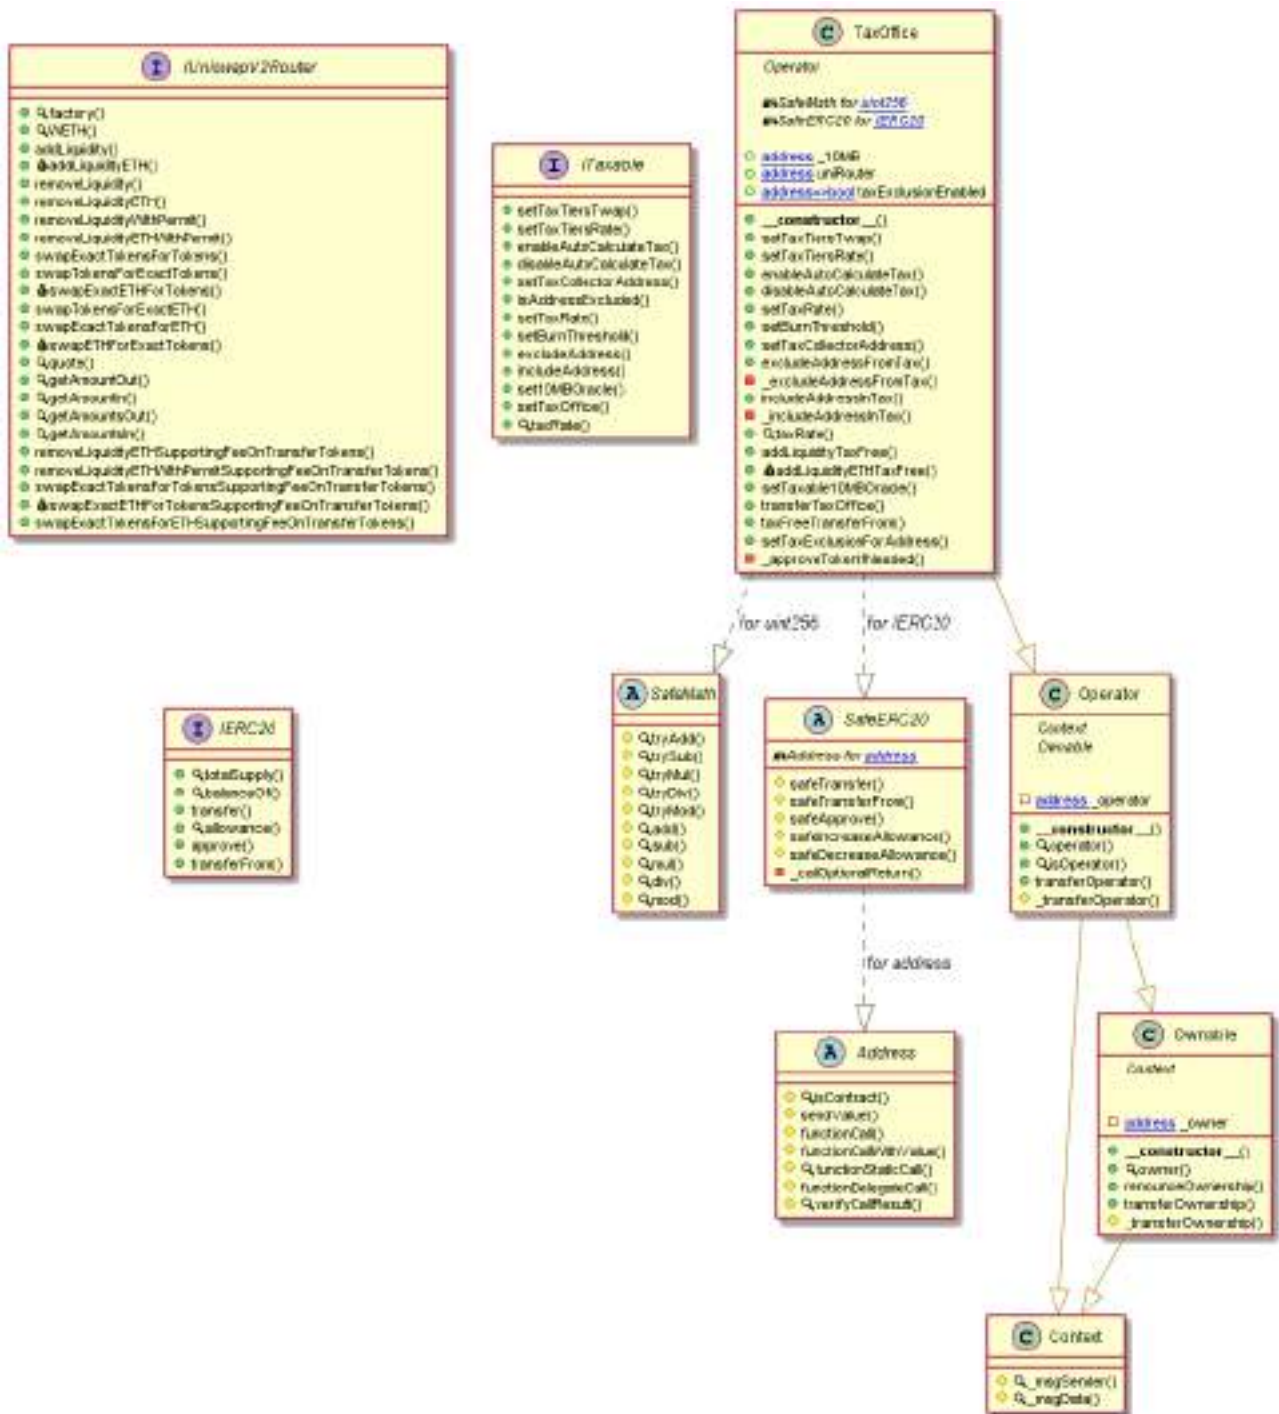 I IUniswapV2Router
factory()
WETH()
addLiquidity()
addLiquidityETH()
removeLiquidity()
removeLiquidityETH()
removeLiquidityWithPermit()
removeLiquidityETHWithPermit()
swapExactTokensForTokens()
swapTokensForExactTokens()
swapExactETHForTokens()
swapTokensForExactETH()
swapExactTokensForETH()
swapETHForExactTokens()
quote()
getAmountOut()
getAmountIn()
getAmountsOut()
getAmountsIn()
removeLiquidityETHSupportingFeeOnTransferTokens()
removeLiquidityETHWithPermitSupportingFeeOnTransferTokens()
swapExactTokensForTokensSupportingFeeOnTransferTokens()
swapExactETHForTokensSupportingFeeOnTransferTokens()
swapExactTokensForETHSupportingFeeOnTransferTokens()
I ITaxable
setTaxTiersTwap()
setTaxTiersRate()
enableAutoCalculateTax()
disableAutoCalculateTax()
setTaxCollectorAddress()
isAddressExcluded()
setTaxRate()
setBurnThreshold()
excludeAddress()
includeAddress()
set10MBOracle()
setTaxOffice()
taxRate()
C TaxOffice
Operator
SafeMath for uint256
SafeERC20 for IERC20
address _10MB
address uniRouter
address=>bool taxExclusionEnabled
__constructor__()
setTaxTiersTwap()
setTaxTiersRate()
enableAutoCalculateTax()
disableAutoCalculateTax()
setTaxRate()
setBurnThreshold()
setTaxCollectorAddress()
excludeAddressFromTax()
_excludeAddressFromTax()
includeAddressInTax()
_includeAddressInTax()
taxRate()
addLiquidityTaxFree()
addLiquidityETHTaxFree()
setTaxable10MBOracle()
transferTaxOffice()
taxFreeTransferFrom()
setTaxExclusionForAddress()
_approveTokenIfNeeded()
for uint256
for IERC20
I IERC20
totalSupply()
balanceOf()
transfer()
allowance()
approve()
transferFrom()
A SafeMath
tryAdd()
trySub()
tryMul()
tryDiv()
tryMod()
add()
sub()
mul()
div()
mod()
A SafeERC20
Address for address
safeTransfer()
safeTransferFrom()
safeApprove()
safeIncreaseAllowance()
safeDecreaseAllowance()
_callOptionalReturn()
C Operator
Context
Ownable
address _operator
__constructor__()
operator()
isOperator()
transferOperator()
_transferOperator()
for address
A Address
isContract()
sendValue()
functionCall()
functionCallWithValue()
functionStaticCall()
functionDelegateCall()
verifyCallResult()
C Ownable
Context
address _owner
__constructor__()
owner()
renounceOwnership()
transferOwnership()
_transferOwnership()
C Context
_msgSender()
_msgData()